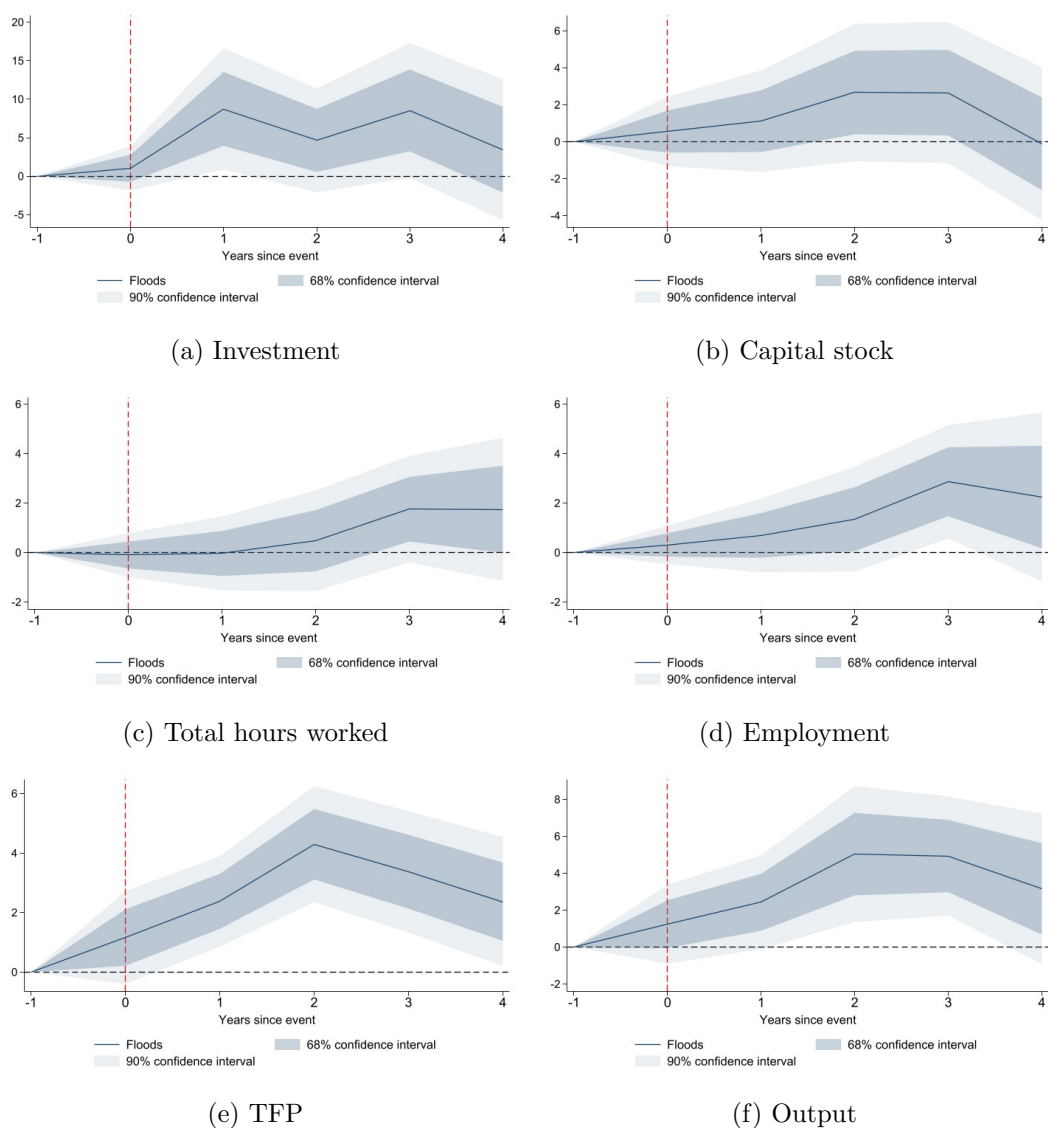 20
15
10
5
0
-5
-1 0 1 2 3 4
Years since event
Floods 68% confidence interval
90% confidence interval
(a) Investment
6
4
2
0
-2
-4
-1 0 1 2 3 4
Years since event
Floods 68% confidence interval
90% confidence interval
(b) Capital stock
6
4
2
0
-2
-1 0 1 2 3 4
Years since event
Floods 68% confidence interval
90% confidence interval
(c) Total hours worked
6
4
2
0
-2
-1 0 1 2 3 4
Years since event
Floods 68% confidence interval
90% confidence interval
(d) Employment
6
4
2
0
-1 0 1 2 3 4
Years since event
Floods 68% confidence interval
90% confidence interval
(e) TFP
8
6
4
2
0
-2
-1 0 1 2 3 4
Years since event
Floods 68% confidence interval
90% confidence interval
(f) Output